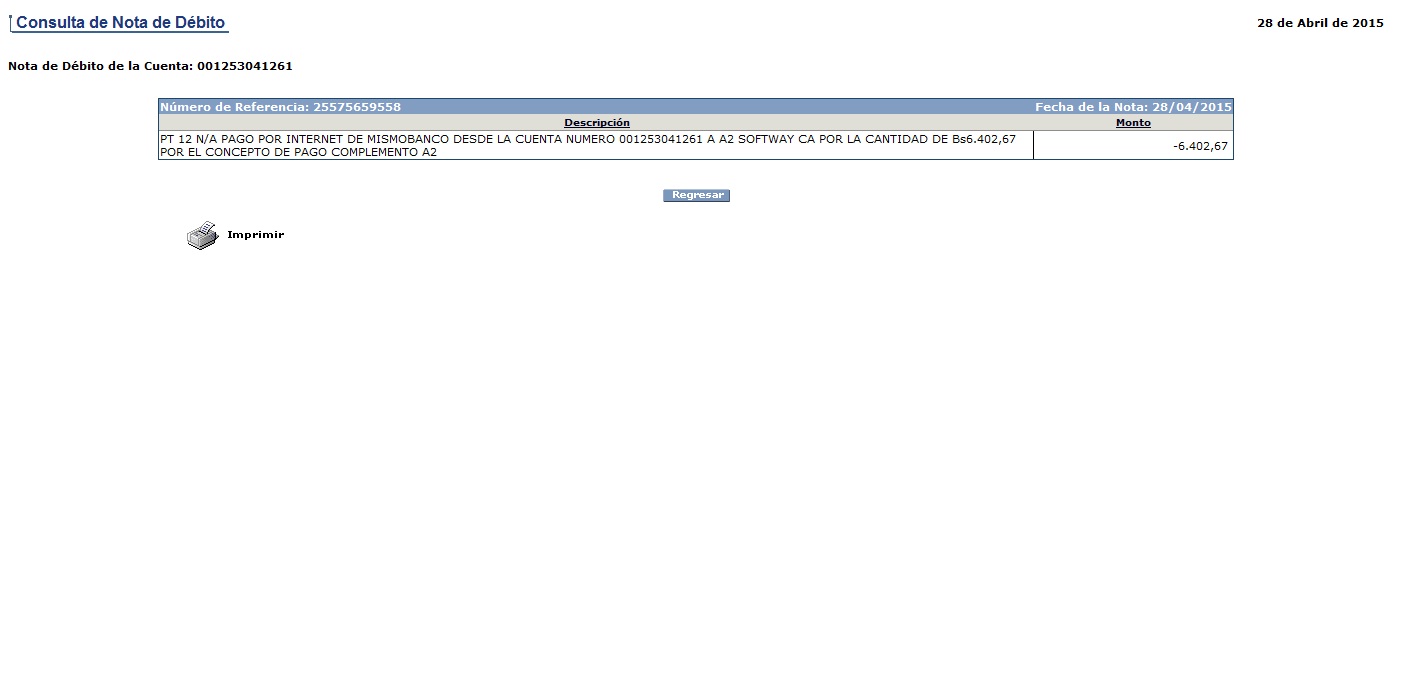 Consulta de Nota de Débito
28 de Abril de 2015
Nota de Débito de la Cuenta: 001253041261
Número de Referencia: 25575659558 Fecha de la Nota: 28/04/2015
Descripción Monto
PT 12 N/A PAGO POR INTERNET DE MISMOBANCO DESDE LA CUENTA NUMERO 001253041261 A A2 SOFTWAY CA POR LA CANTIDAD DE Bs6.402,67
POR EL CONCEPTO DE PAGO COMPLEMENTO A2
-6.402,67
Regresar
Imprimir